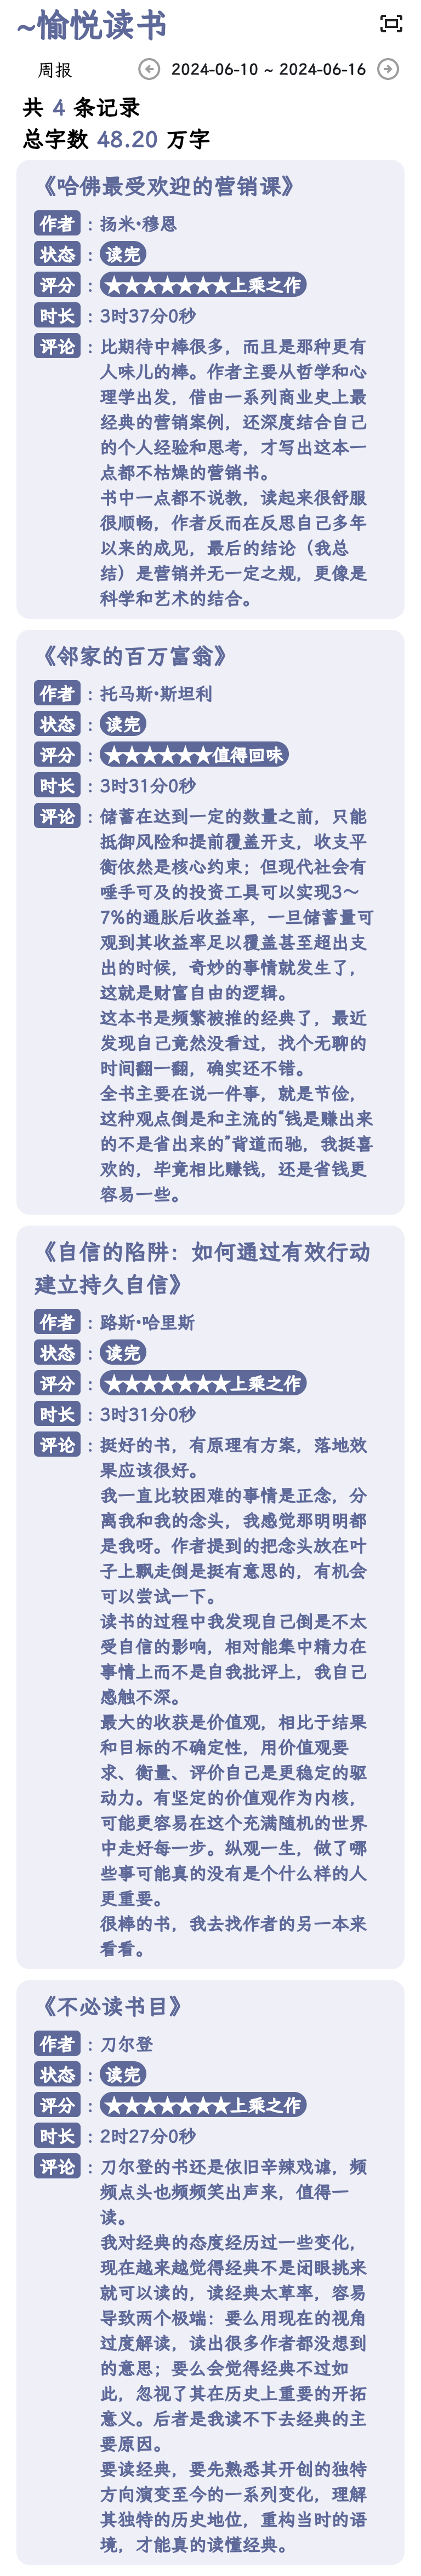 ~愉悦读书
周报
2024-06-10 ~ 2024-06-16
共 4 条记录
总字数 48.20 万字
《哈佛最受欢迎的营销课》
作者：扬米·穆恩
状态：读完
评分：★★★★★★★上乘之作
时长：3时37分0秒
评论：比期待中棒很多，而且是那种更有
人味儿的棒。作者主要从哲学和心
理学出发，借由一系列商业史上最
经典的营销案例，还深度结合自己
的个人经验和思考，才写出这本一
点都不枯燥的营销书。
书中一点都不说教，读起来很舒服
很顺畅，作者反而在反思自己多年
以来的成见，最后的结论（我总
结）是营销并无一定之规，更像是
科学和艺术的结合。
《邻家的百万富翁》
作者：托马斯·斯坦利
状态：读完
评分：★★★★★★值得回味
时长：3时31分0秒
评论：储蓄在达到一定的数量之前，只能
抵御风险和提前覆盖开支，收支平
衡依然是核心约束；但现代社会有
唾手可及的投资工具可以实现3～
7%的通胀后收益率，一旦储蓄量可
观到其收益率足以覆盖甚至超出支
出的时候，奇妙的事情就发生了，
这就是财富自由的逻辑。
这本书是频繁被推的经典了，最近
发现自己竟然没看过，找个无聊的
时间翻一翻，确实还不错。
全书主要在说一件事，就是节俭，
这种观点倒是和主流的“钱是赚出来
的不是省出来的”背道而驰，我挺喜
欢的，毕竟相比赚钱，还是省钱更
容易一些。
《自信的陷阱：如何通过有效行动
建立持久自信》
作者：路斯·哈里斯
状态：读完
评分：★★★★★★★上乘之作
时长：3时31分0秒
评论：挺好的书，有原理有方案，落地效
果应该很好。
我一直比较困难的事情是正念，分
离我和我的念头，我感觉那明明都
是我呀。作者提到的把念头放在叶
子上飘走倒是挺有意思的，有机会
可以尝试一下。
读书的过程中我发现自己倒是不太
受自信的影响，相对能集中精力在
事情上而不是自我批评上，我自己
感触不深。
最大的收获是价值观，相比于结果
和目标的不确定性，用价值观要
求、衡量、评价自己是更稳定的驱
动力。有坚定的价值观作为内核，
可能更容易在这个充满随机的世界
中走好每一步。纵观一生，做了哪
些事可能真的没有是个什么样的人
更重要。
很棒的书，我去找作者的另一本来
看看。
《不必读书目》
作者：刀尔登
状态：读完
评分：★★★★★★★上乘之作
时长：2时27分0秒
评论：刀尔登的书还是依旧辛辣戏谑，频
频点头也频频笑出声来，值得一
读。
我对经典的态度经历过一些变化，
现在越来越觉得经典不是闭眼挑来
就可以读的，读经典太草率，容易
导致两个极端：要么用现在的视角
过度解读，读出很多作者都没想到
的意思；要么会觉得经典不过如
此，忽视了其在历史上重要的开拓
意义。后者是我读不下去经典的主
要原因。
要读经典，要先熟悉其开创的独特
方向演变至今的一系列变化，理解
其独特的历史地位，重构当时的语
境，才能真的读懂经典。